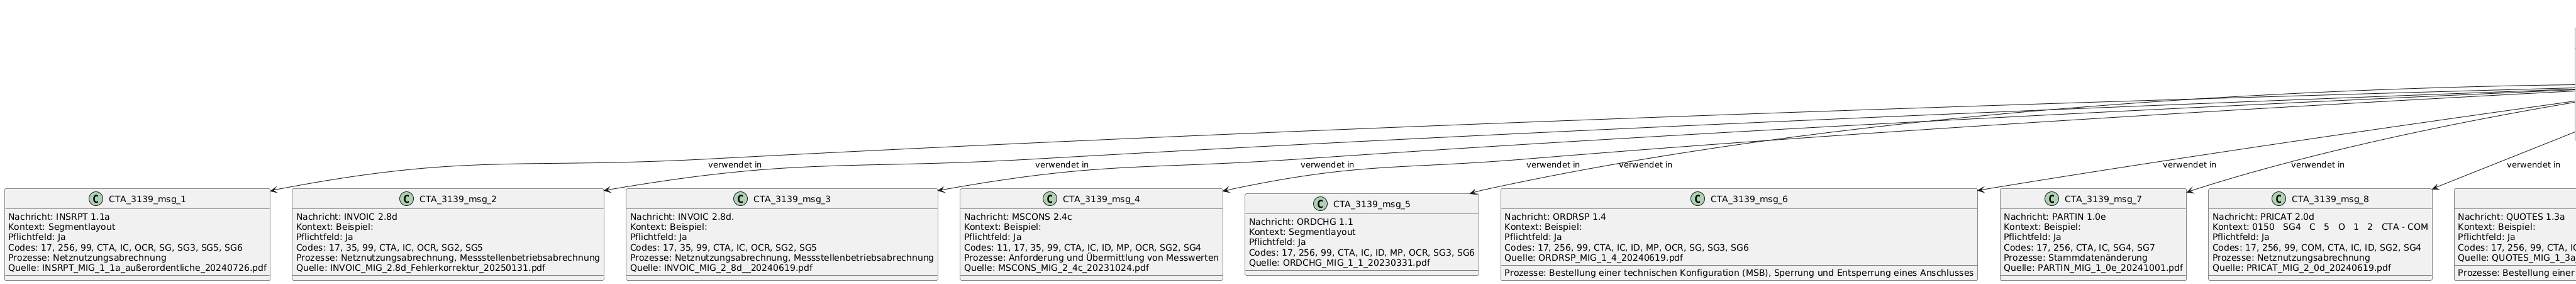 verwendet in
verwendet in
verwendet in
verwendet in
verwendet in
verwendet in
verwendet in
verwendet in
C CTA_3139_msg_1
Nachricht: INSRPT 1.1a
Kontext: Segmentlayout
Pflichtfeld: Ja
Codes: 17, 256, 99, CTA, IC, OCR, SG, SG3, SG5, SG6
Prozesse: Netznutzungsabrechnung
Quelle: INSRPT_MIG_1_1a_außerordentliche_20240726.pdf
C CTA_3139_msg_2
Nachricht: INVOIC 2.8d
Kontext: Beispiel:
Pflichtfeld: Ja
Codes: 17, 35, 99, CTA, IC, OCR, SG2, SG5
Prozesse: Netznutzungsabrechnung, Messstellenbetriebsabrechnung
Quelle: INVOIC_MIG_2.8d_Fehlerkorrektur_20250131.pdf
C CTA_3139_msg_3
Nachricht: INVOIC 2.8d.
Kontext: Beispiel:
Pflichtfeld: Ja
Codes: 17, 35, 99, CTA, IC, OCR, SG2, SG5
Prozesse: Netznutzungsabrechnung, Messstellenbetriebsabrechnung
Quelle: INVOIC_MIG_2_8d__20240619.pdf
C CTA_3139_msg_4
Nachricht: MSCONS 2.4c
Kontext: Beispiel:
Pflichtfeld: Ja
Codes: 11, 17, 35, 99, CTA, IC, ID, MP, OCR, SG2, SG4
Prozesse: Anforderung und Übermittlung von Messwerten
Quelle: MSCONS_MIG_2_4c_20231024.pdf
C CTA_3139_msg_5
Nachricht: ORDCHG 1.1
Kontext: Segmentlayout
Pflichtfeld: Ja
Codes: 17, 256, 99, CTA, IC, ID, MP, OCR, SG3, SG6
Quelle: ORDCHG_MIG_1_1_20230331.pdf
C CTA_3139_msg_6
Nachricht: ORDRSP 1.4
Kontext: Beispiel:
Pflichtfeld: Ja
Codes: 17, 256, 99, CTA, IC, ID, MP, OCR, SG, SG3, SG6
Quelle: ORDRSP_MIG_1_4_20240619.pdf
Prozesse: Bestellung einer technischen Konfiguration (MSB), Sperrung und Entsperrung eines Anschlusses
C CTA_3139_msg_7
Nachricht: PARTIN 1.0e
Kontext: Beispiel:
Pflichtfeld: Ja
Codes: 17, 256, CTA, IC, SG4, SG7
Prozesse: Stammdatenänderung
Quelle: PARTIN_MIG_1_0e_20241001.pdf
C CTA_3139_msg_8
Nachricht: PRICAT 2.0d
Kontext: 0150 SG4 C 5 O 1 2 CTA - COM
Pflichtfeld: Ja
Codes: 17, 256, 99, COM, CTA, IC, ID, SG2, SG4
Prozesse: Netznutzungsabrechnung
Quelle: PRICAT_MIG_2_0d_20240619.pdf
Nachricht: QUOTES 1.3a
Kontext: Beispiel:
Pflichtfeld: Ja
Codes: 17, 256, 99, CTA, IC
Quelle: QUOTES_MIG_1_3a
Prozesse: Bestellung einer